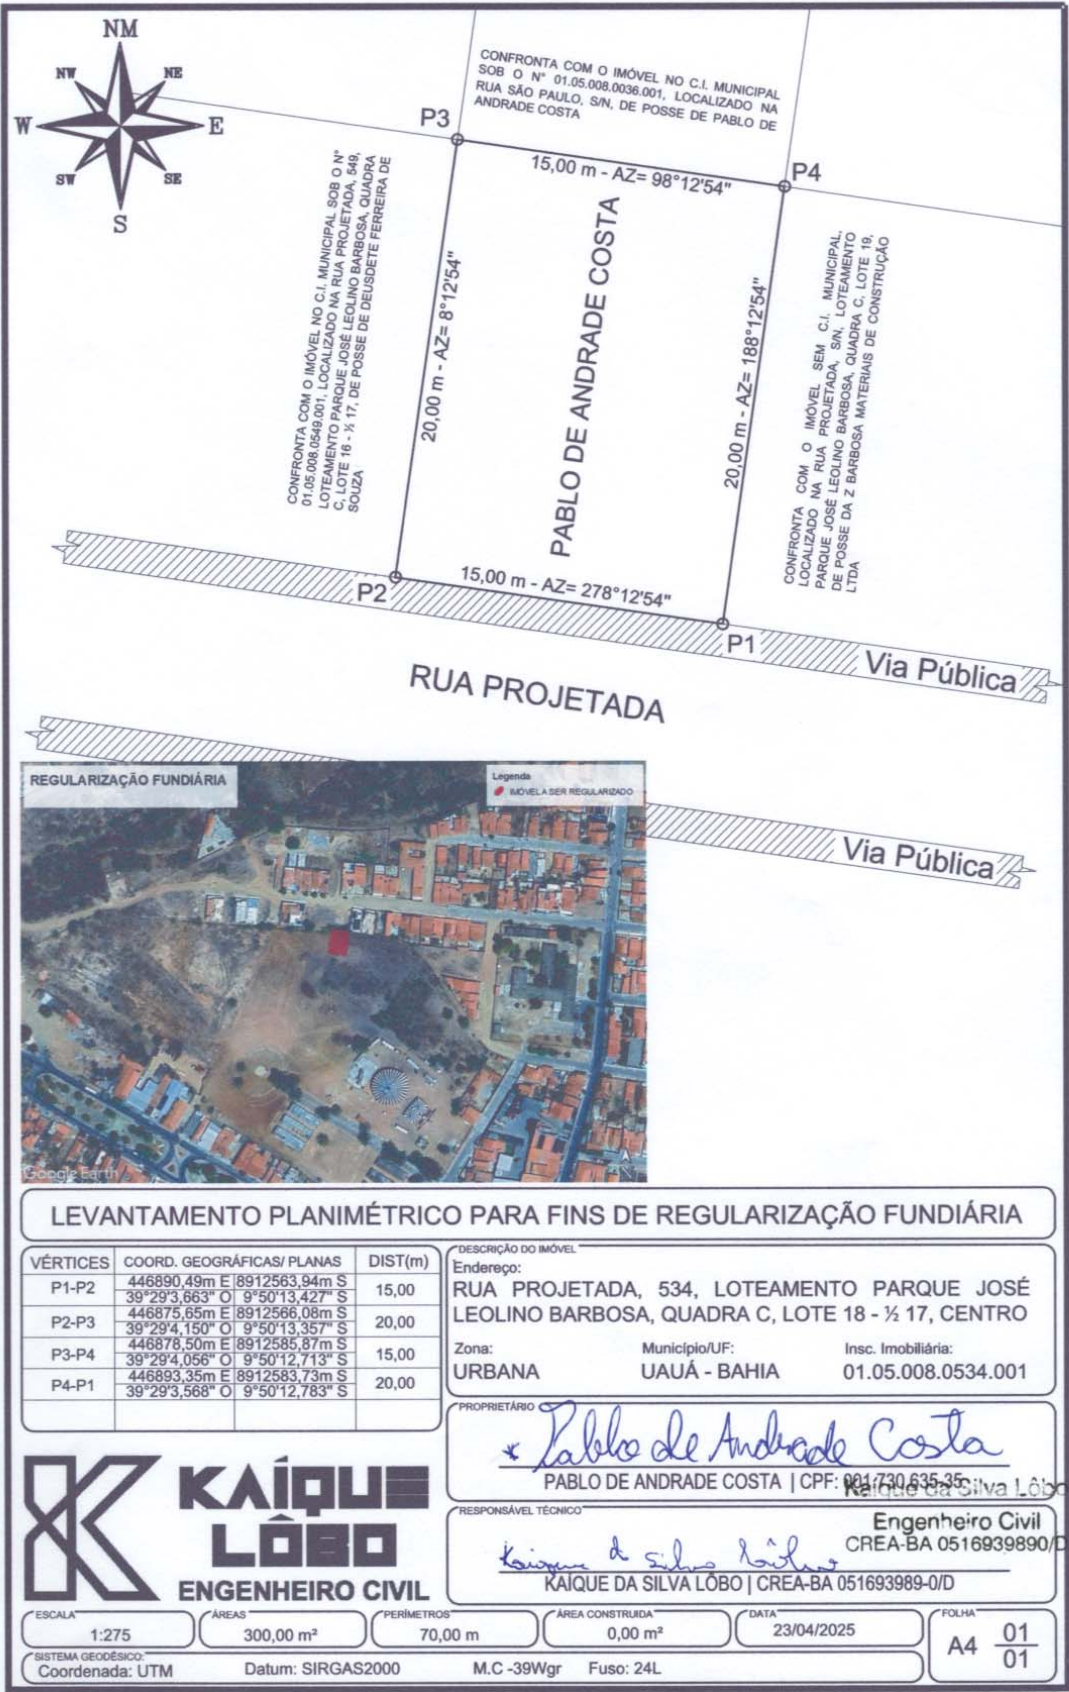 NM
NW
NE
W
E
SW
SE
S
CONFRONTA COM O IMÓVEL NO C.I. MUNICIPAL
SOB O N° 01.05.008.0036.001, LOCALIZADO NA
RUA SÃO PAULO, S/N, DE POSSE DE PABLO DE
ANDRADE COSTA
P3
15,00 m - AZ= 98°12'54"
P4
CONFRONTA COM O IMÓVEL NO C.I. MUNICIPAL SOB O N°
01.05.008.0549.001, LOCALIZADO NA RUA PROJETADA, 549,
LOTEAMENTO PARQUE JOSÉ LEOLINO BARBOSA, QUADRA
C, LOTE 16 - ½ 17, DE POSSE DE DEUSDETE FERREIRA DE
SOUZA
20,00 m - AZ= 8°12'54"
PABLO DE ANDRADE COSTA
20,00 m - AZ= 188°12'54"
CONFRONTA COM O IMÓVEL SEM C.I. MUNICIPAL,
LOCALIZADO NA RUA PROJETADA, S/N, LOTEAMENTO
PARQUE JOSÉ LEOLINO BARBOSA, QUADRA C, LOTE 19,
DE POSSE DA Z BARBOSA MATERIAIS DE CONSTRUÇÃO
LTDA
P2
15,00 m - AZ= 278°12'54"
P1
Via Pública
RUA PROJETADA
REGULARIZAÇÃO FUNDIÁRIA
Legenda
IMÓVEL A SER REGULARIZADO
Via Pública
Google Earth
LEVANTAMENTO PLANIMÉTRICO PARA FINS DE REGULARIZAÇÃO FUNDIÁRIA
VÉRTICES COORD. GEOGRÁFICAS/ PLANAS DIST(m)
P1-P2 446890,49m E 8912563,94m S 15,00
39°29'3,663" O 9°50'13,427" S
P2-P3 446875,65m E 8912566,08m S 20,00
39°29'4,150" O 9°50'13,357" S
P3-P4 446878,50m E 8912585,87m S 15,00
39°29'4,056" O 9°50'12,713" S
P4-P1 446893,35m E 8912583,73m S 20,00
39°29'3,568" O 9°50'12,783" S
DESCRIÇÃO DO IMÓVEL
Endereço:
RUA PROJETADA, 534, LOTEAMENTO PARQUE JOSÉ
LEOLINO BARBOSA, QUADRA C, LOTE 18 - ½ 17, CENTRO
Zona: Município/UF: Insc. Imobiliária:
URBANA UAUÁ - BAHIA 01.05.008.0534.001
PROPRIETÁRIO
* Pablo de Andrade Costa
PABLO DE ANDRADE COSTA | CPF: 001.730.635-35
Kaíque da Silva Lôbo
Engenheiro Civil
CREA-BA 0516939890/D
RESPONSÁVEL TÉCNICO
Kaíque da Silva Lôbo
KAÍQUE DA SILVA LÔBO | CREA-BA 051693989-0/D
KAÍQUE
LÔBO
ENGENHEIRO CIVIL
ESCALA
1:275
ÁREAS
300,00 m²
PERÍMETROS
70,00 m
ÁREA CONSTRUIDA
0,00 m²
DATA
23/04/2025
FOLHA
A4 01
01
SISTEMA GEODÉSICO:
Coordenada: UTM Datum: SIRGAS2000 M.C -39Wgr Fuso: 24L